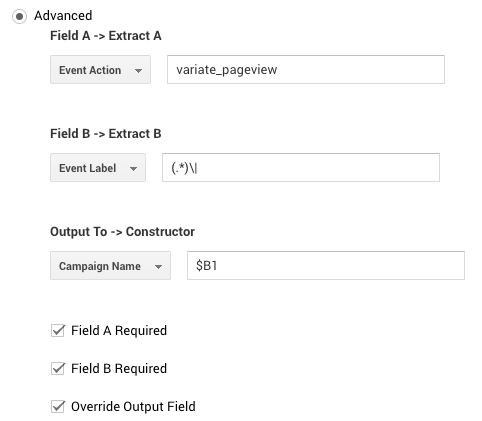 Advanced
Field A -> Extract A
Event Action variate_pageview
Field B -> Extract B
Event Label (.*)\|
Output To -> Constructor
Campaign Name $B1
Field A Required
Field B Required
Override Output Field